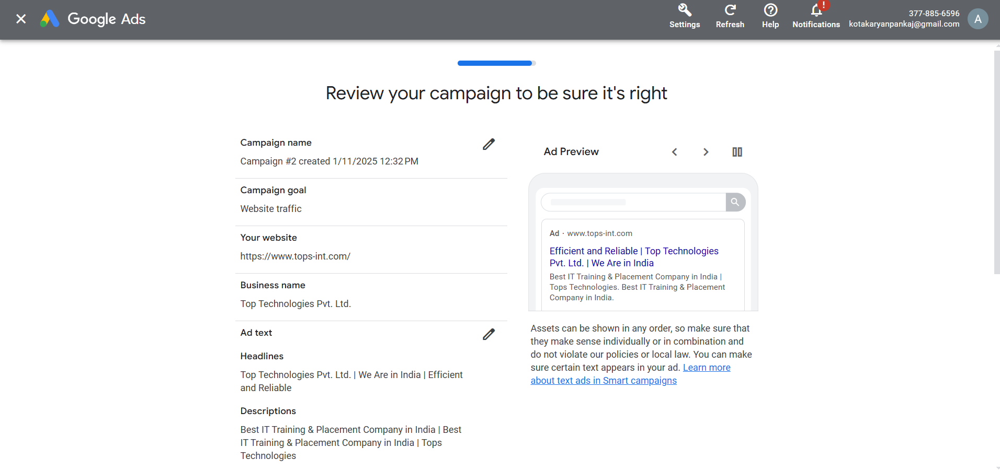 Google Ads
Settings
Refresh
Help
Notifications
!
377-885-6596
kotakaryanpankaj@gmail.com
A
Review your campaign to be sure it's right
Campaign name
Campaign #2 created 1/11/2025 12:32 PM
Campaign goal
Website traffic
Your website
https://www.tops-int.com/
Business name
Top Technologies Pvt. Ltd.
Ad text
Headlines
Top Technologies Pvt. Ltd. | We Are in India | Efficient
and Reliable
Descriptions
Best IT Training & Placement Company in India | Best
IT Training & Placement Company in India | Tops
Technologies
Ad Preview
Ad · www.tops-int.com
Efficient and Reliable | Top Technologies
Pvt. Ltd. | We Are in India
Best IT Training & Placement Company in India |
Tops Technologies. Best IT Training & Placement
Company in India.
Assets can be shown in any order, so make sure that
they make sense individually or in combination and
do not violate our policies or local law. You can make
sure certain text appears in your ad. Learn more
about text ads in Smart campaigns